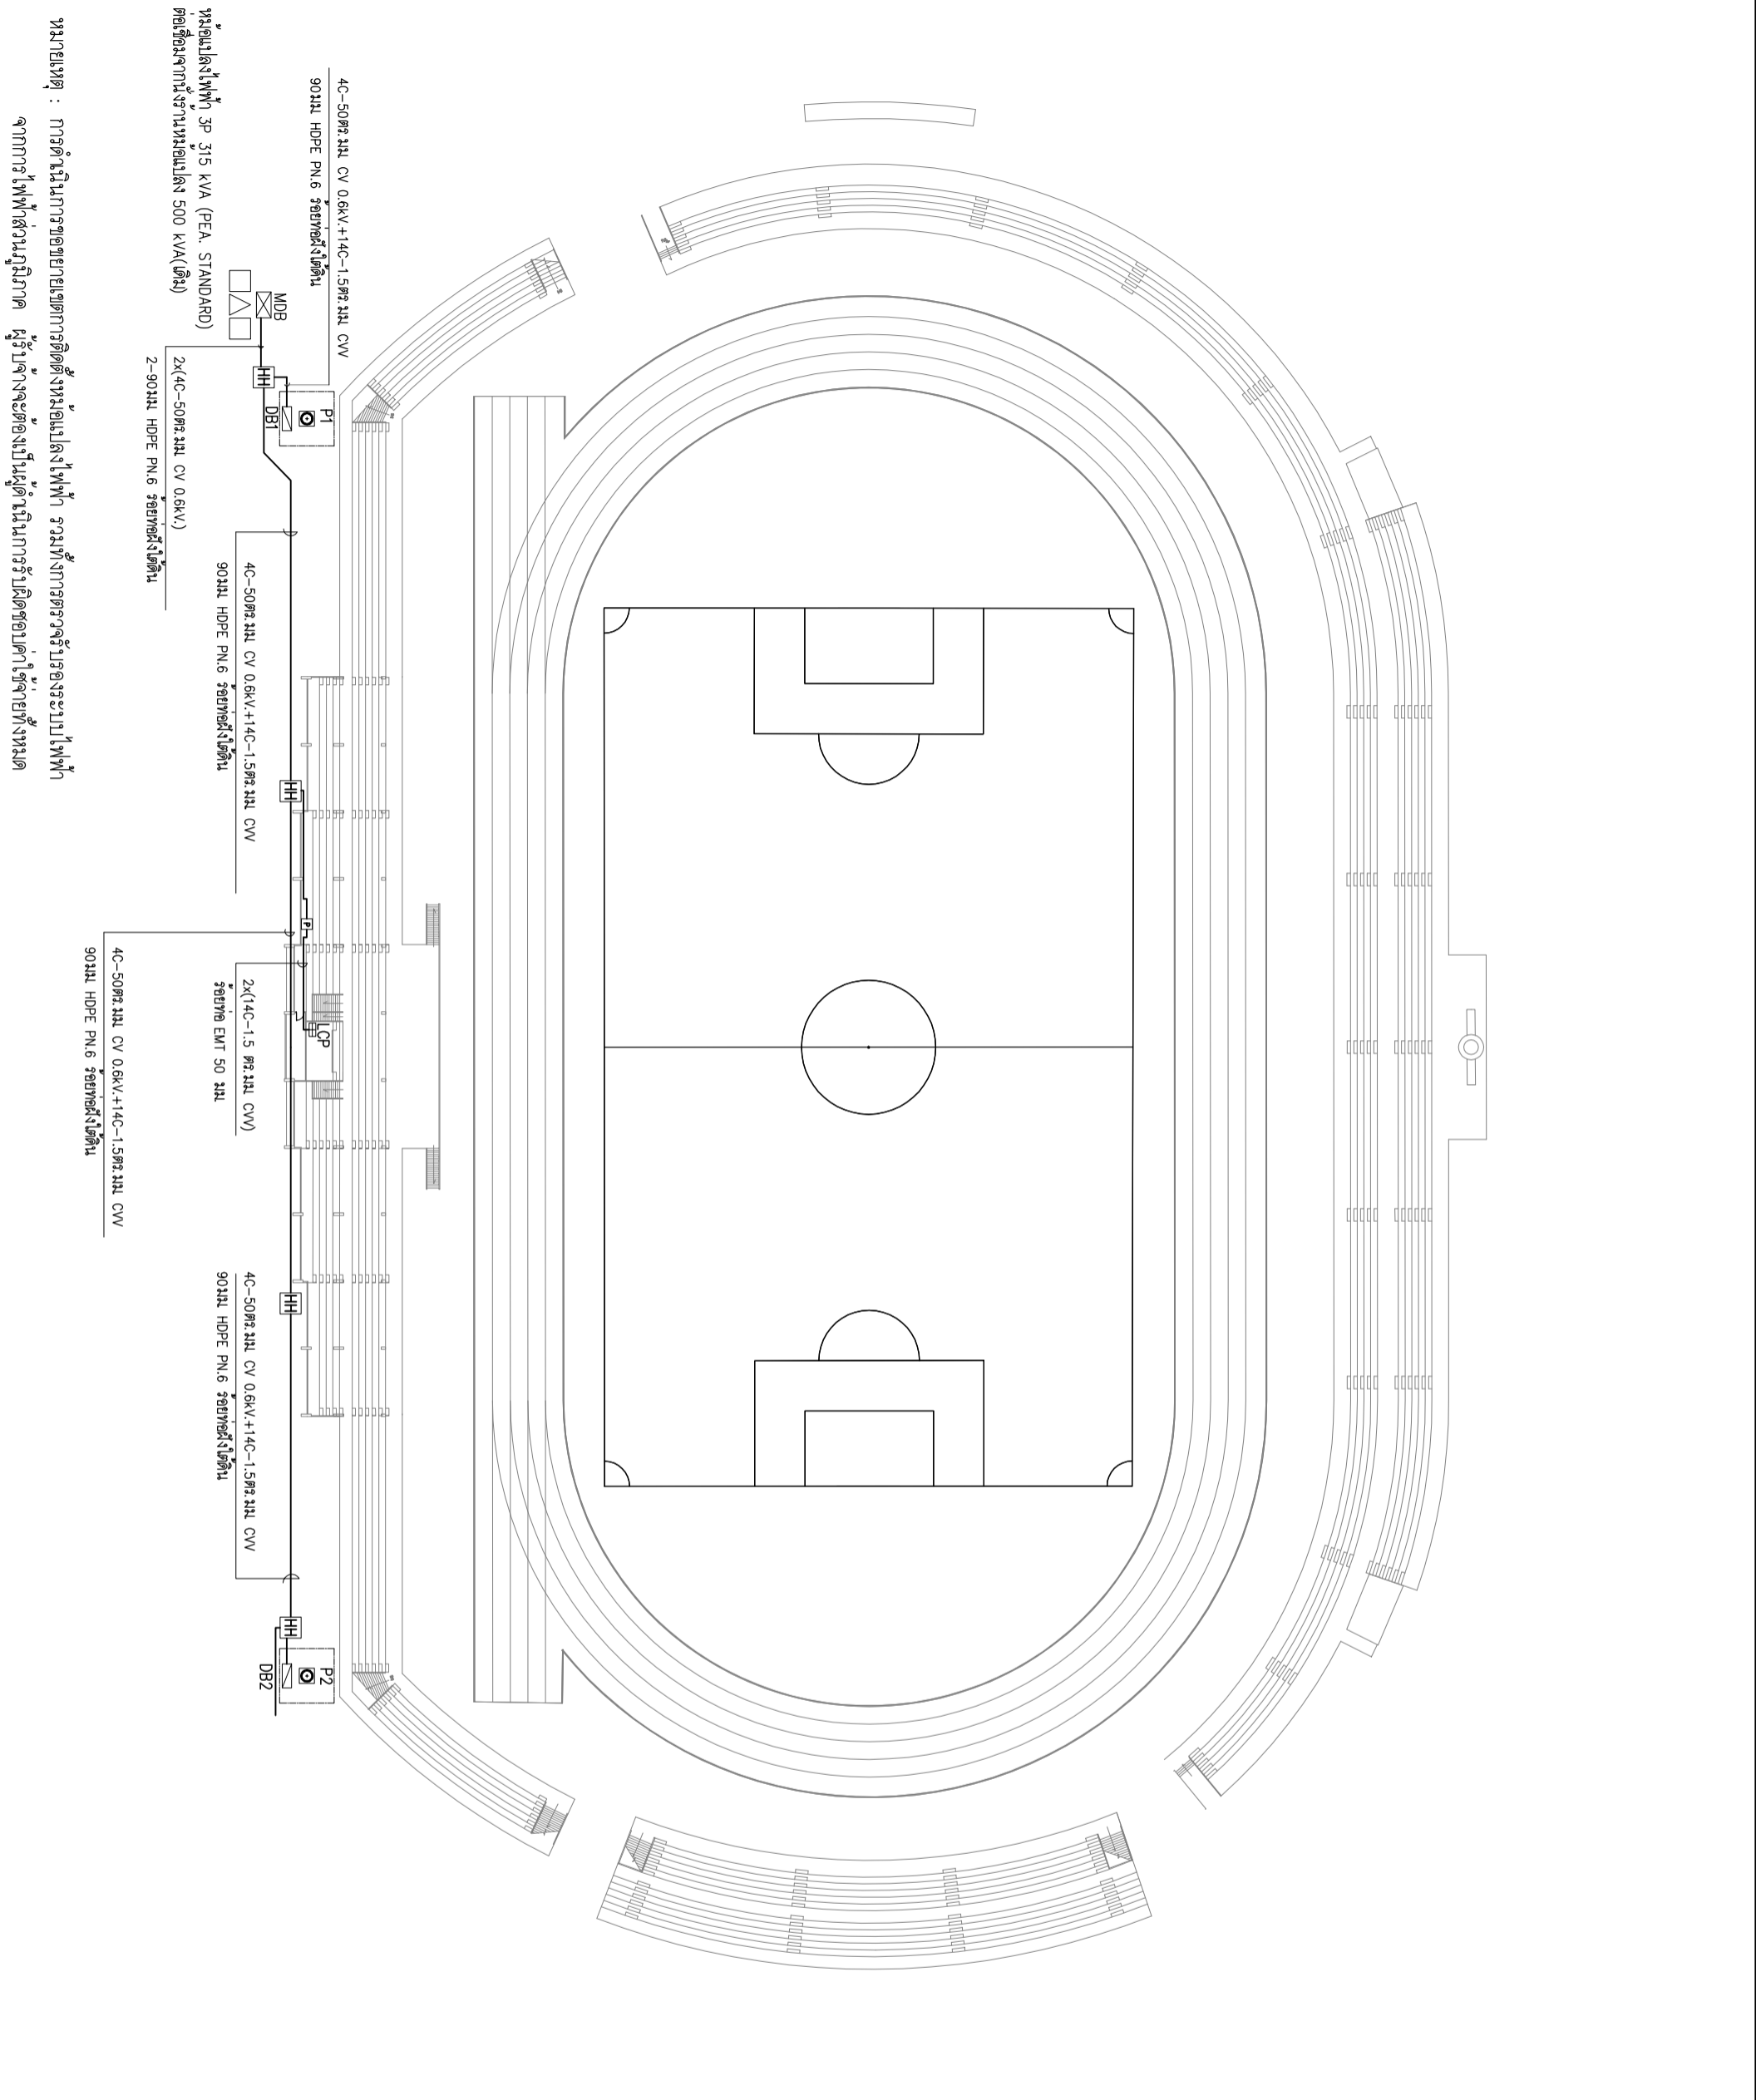 4C-50ตร.มม CV 0.6kV.+14C-1.5ตร.มม CVV
90มม HDPE PN.6 ร้อยท่อฝังใต้ดิน
หม้อแปลงไฟฟ้า 3P 315 kVA (PEA. STANDARD)
ต่อเชื่อมจากนั่งร้านหม้อแปลง 500 kVA(เดิม)
MDB
HH
P1
DB1
2x(4C-50ตร.มม CV 0.6kV.)
2-90มม HDPE PN.6 ร้อยท่อฝังใต้ดิน
4C-50ตร.มม CV 0.6kV.+14C-1.5ตร.มม CVV
90มม HDPE PN.6 ร้อยท่อฝังใต้ดิน
HH
P
LCP
2x(14C-1.5 ตร.มม CVV)
ร้อยท่อ EMT 50 มม
4C-50ตร.มม CV 0.6kV.+14C-1.5ตร.มม CVV
90มม HDPE PN.6 ร้อยท่อฝังใต้ดิน
HH
4C-50ตร.มม CV 0.6kV.+14C-1.5ตร.มม CVV
90มม HDPE PN.6 ร้อยท่อฝังใต้ดิน
HH
P2
DB2
หมายเหตุ : การดำเนินการขอขยายเขตการติดตั้งหม้อแปลงไฟฟ้า รวมทั้งการตรวจรับรองระบบไฟฟ้า
จากการไฟฟ้าส่วนภูมิภาค ผู้รับจ้างจะต้องเป็นผู้ดำเนินการรับผิดชอบค่าใช้จ่ายทั้งหมด